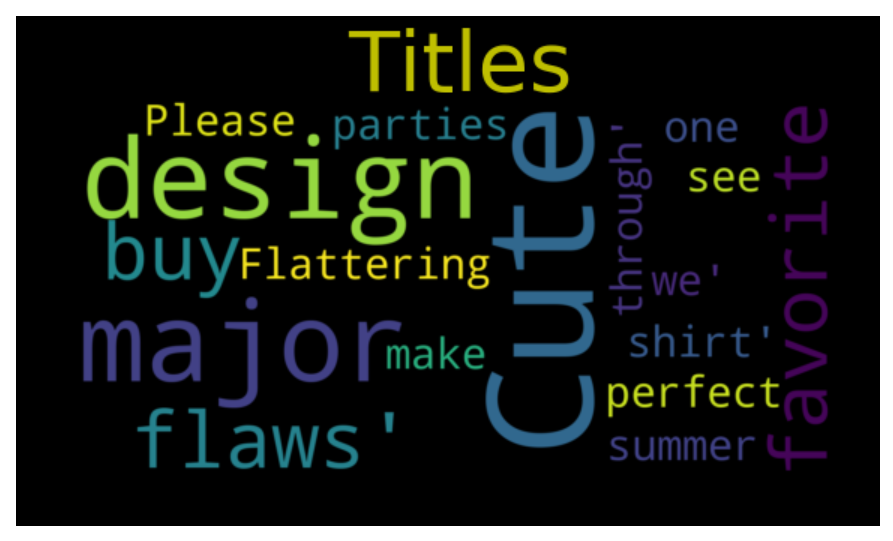 Titles
Please
parties
one
design
Cute
through'
see
favorite
buy
Flattering
we'
major
make
shirt'
perfect
flaws'
summer